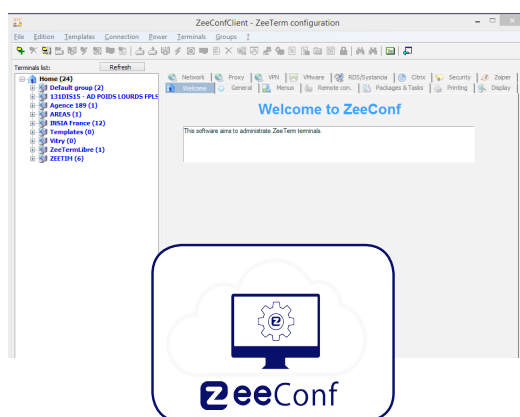 ZeeConfClient - ZeeTerm configuration
File Edition Templates Connection Power Terminals Groups ?
Terminals list: Refresh
Home (24)
Default group (2)
131DIS15 - AD POIDS LOURDS FPLS
Agence 189 (1)
AREAS (1)
INSIA France (12)
Templates (0)
Vitry (0)
ZeeTermLibre (1)
ZEETIM (6)
Network Proxy VPN VMware RDS/Systancia Citrix Security Zoiper
Welcome General Menus Remote con. Packages & Tasks Printing Display
Welcome to ZeeConf
This software aims to administrate ZeeTerm terminals.
ZeeConf